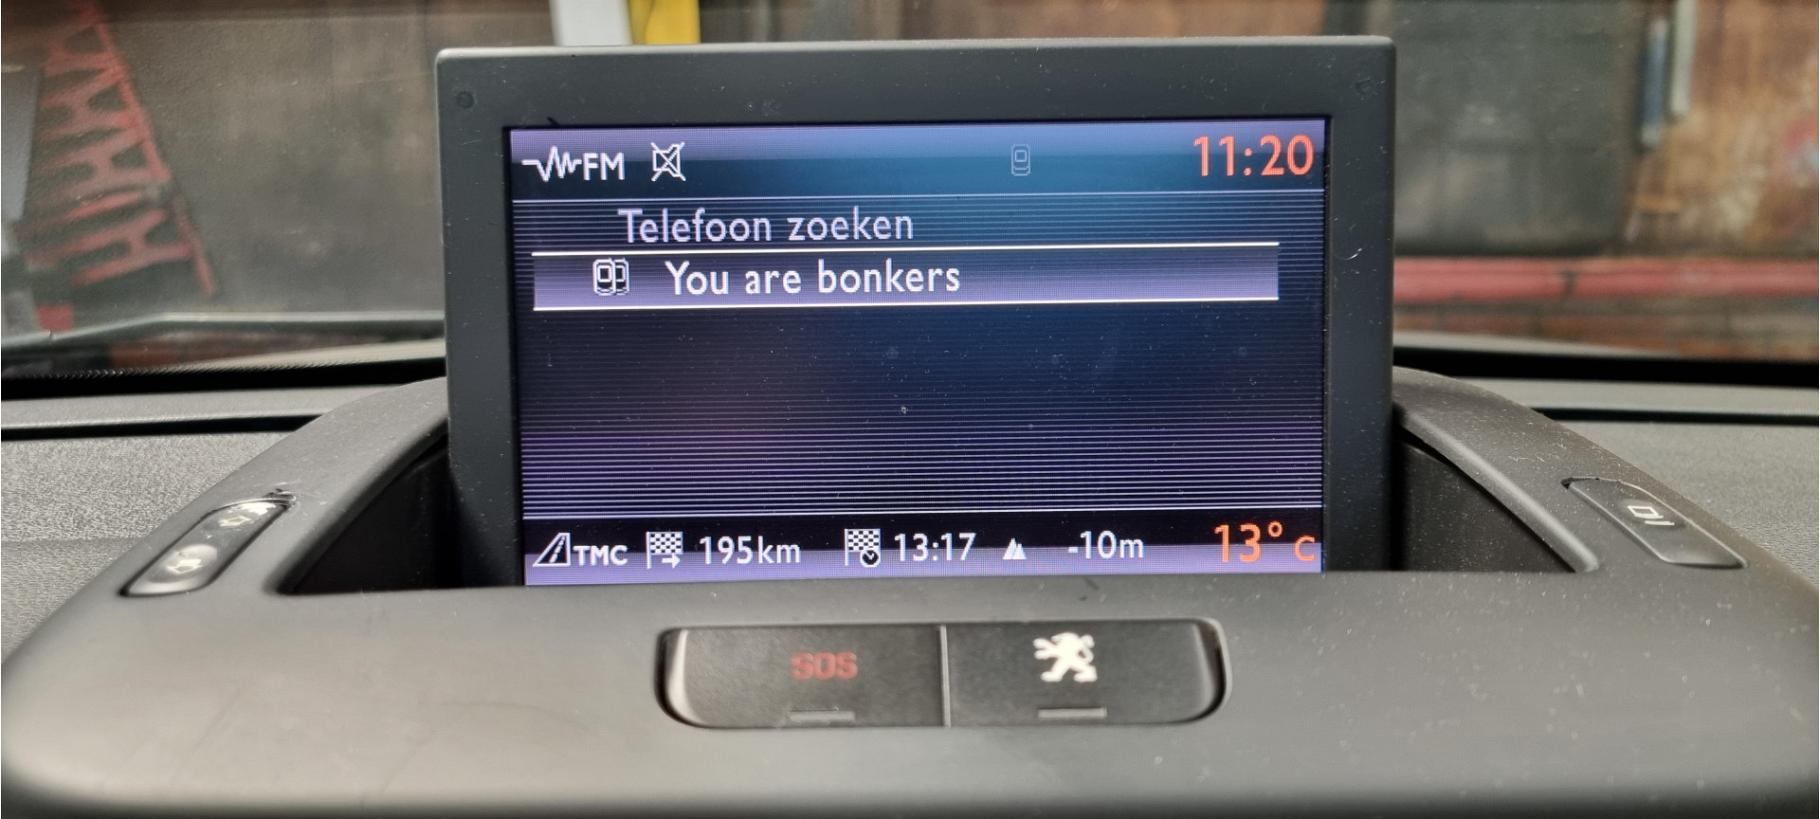 FM 11:20
Telefoon zoeken
You are bonkers
TMC 195km 13:17 -10m 13° C
SOS